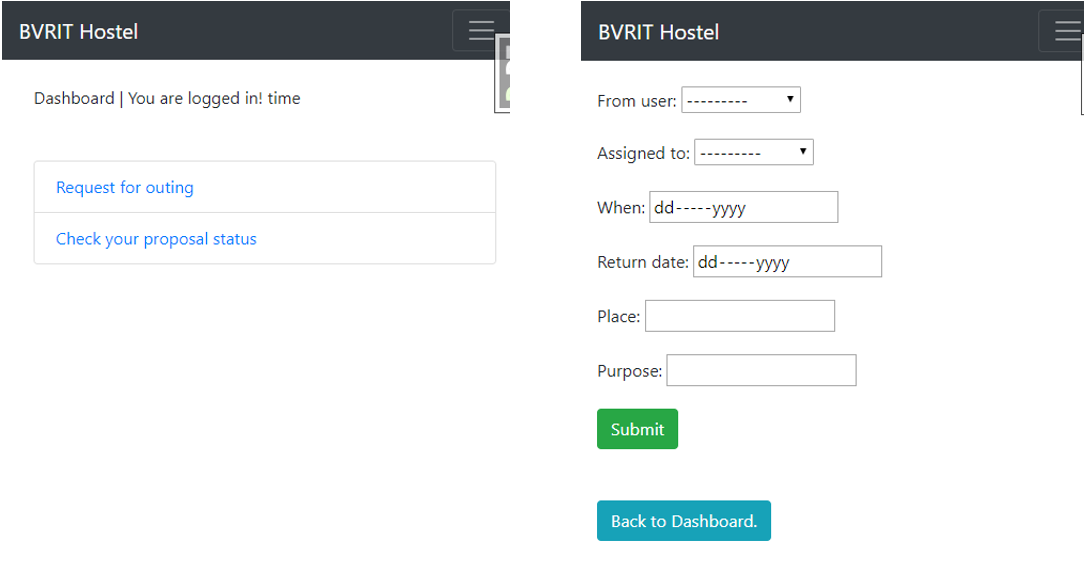 BVRIT Hostel
Dashboard | You are logged in! time
Request for outing
Check your proposal status
BVRIT Hostel
From user: ---------
Assigned to: ---------
When: dd-----yyyy
Return date: dd-----yyyy
Place:
Purpose:
Submit
Back to Dashboard.